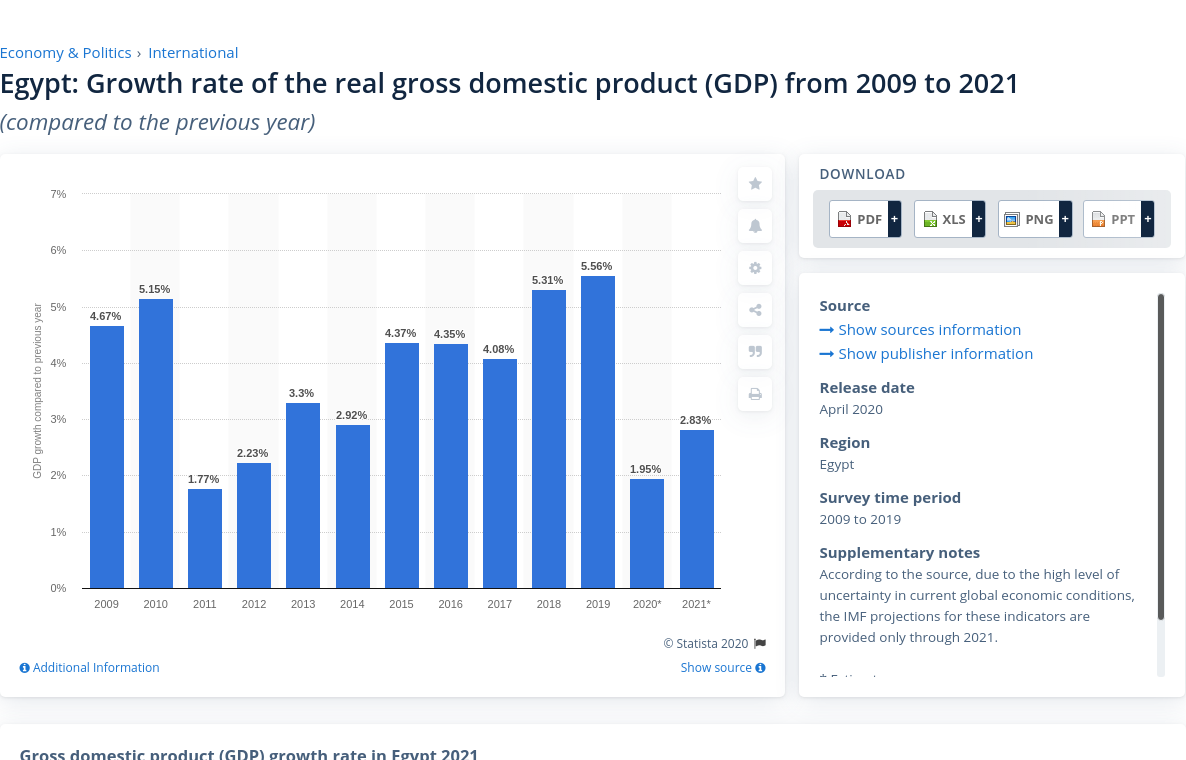 Economy & Politics › International
Egypt: Growth rate of the real gross domestic product (GDP) from 2009 to 2021
(compared to the previous year)
GDP growth compared to previous year
7%
6%
5%
4%
3%
2%
1%
0%
4.67%
5.15%
1.77%
2.23%
3.3%
2.92%
4.37%
4.35%
4.08%
5.31%
5.56%
1.95%
2.83%
2009 2010 2011 2012 2013 2014 2015 2016 2017 2018 2019 2020* 2021*
© Statista 2020
Additional Information
Show source
DOWNLOAD
PDF + XLS + PNG + PPT +
Source
Show sources information
Show publisher information
Release date
April 2020
Region
Egypt
Survey time period
2009 to 2019
Supplementary notes
According to the source, due to the high level of
uncertainty in current global economic conditions,
the IMF projections for these indicators are
provided only through 2021.
Gross domestic product (GDP) growth rate in Egypt 2021